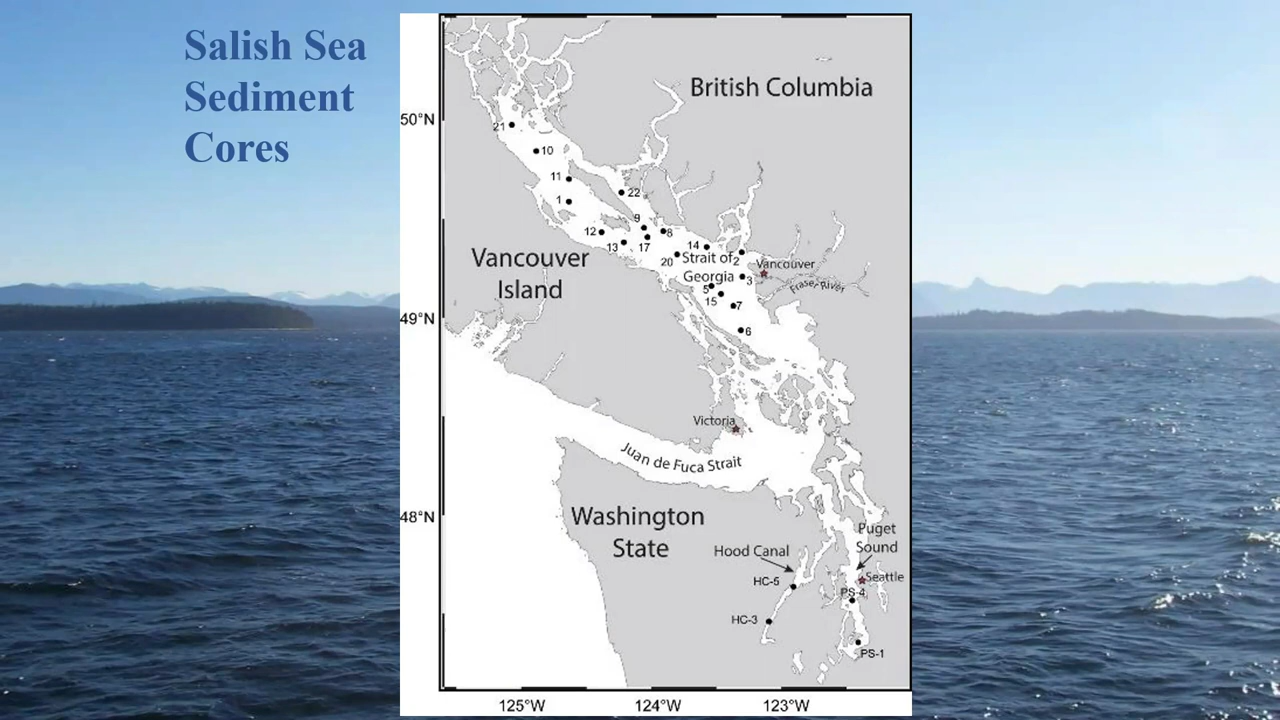 Salish Sea
Sediment
Cores
British Columbia
50°N
21
10
11
22
1
9
8
12
13
17
14
20
Strait of
2
Vancouver
Georgia
3
Fraser River
5
15
7
Vancouver
Island
49°N
6
Victoria
Juan de Fuca Strait
48°N
Washington
State
Puget
Sound
Hood Canal
Seattle
HC-5
PS-4
HC-3
PS-1
125°W
124°W
123°W